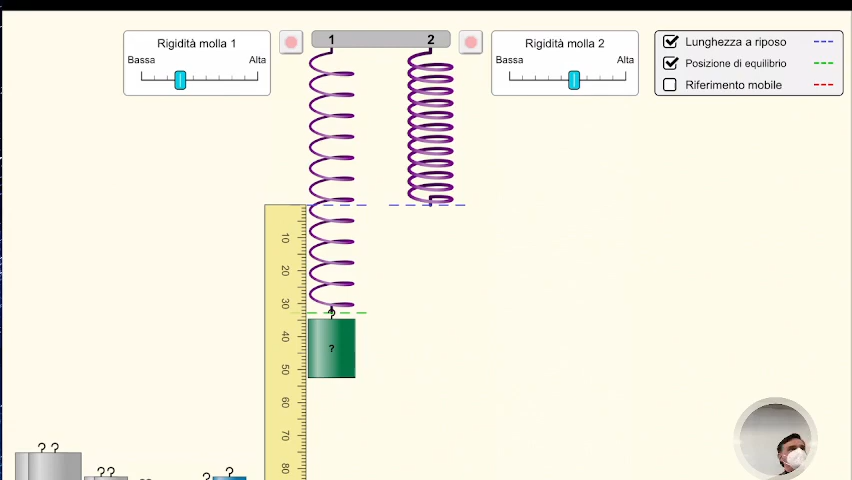 Rigidità molla 1
Bassa Alta
1 2
Rigidità molla 2
Bassa Alta
Lunghezza a riposo
Posizione di equilibrio
Riferimento mobile
10
20
30
40
50
60
70
80
?
?
? ?
??
??
?
?